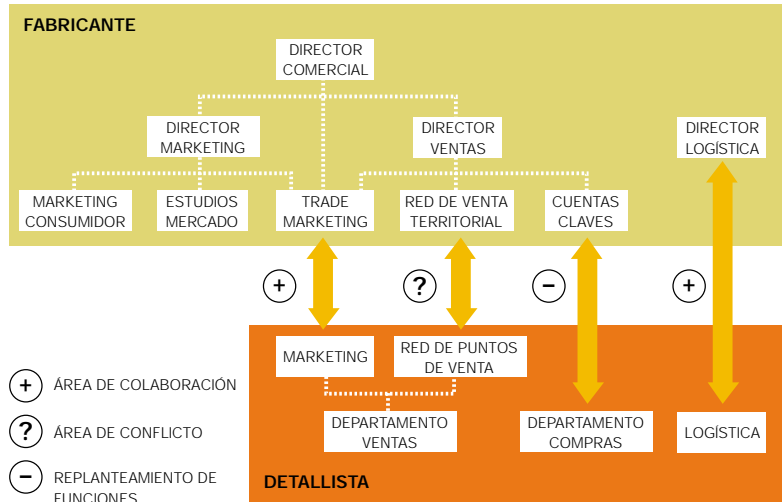 FABRICANTE
DIRECTOR
COMERCIAL
DIRECTOR
MARKETING
DIRECTOR
VENTAS
DIRECTOR
LOGÍSTICA
MARKETING
CONSUMIDOR
ESTUDIOS
MERCADO
TRADE
MARKETING
RED DE VENTA
TERRITORIAL
CUENTAS
CLAVES
+
?
−
+
MARKETING
RED DE PUNTOS
DE VENTA
DEPARTAMENTO
VENTAS
DEPARTAMENTO
COMPRAS
LOGÍSTICA
DETALLISTA
+ ÁREA DE COLABORACIÓN
? ÁREA DE CONFLICTO
− REPLANTEAMIENTO DE
FUNCIONES